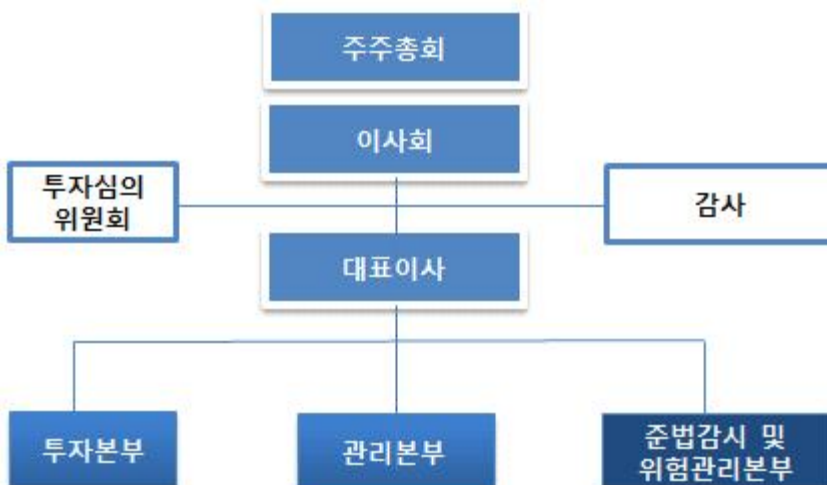 주주총회
이사회
투자심의
위원회
감사
대표이사
투자본부
관리본부
준법감시 및
위험관리본부